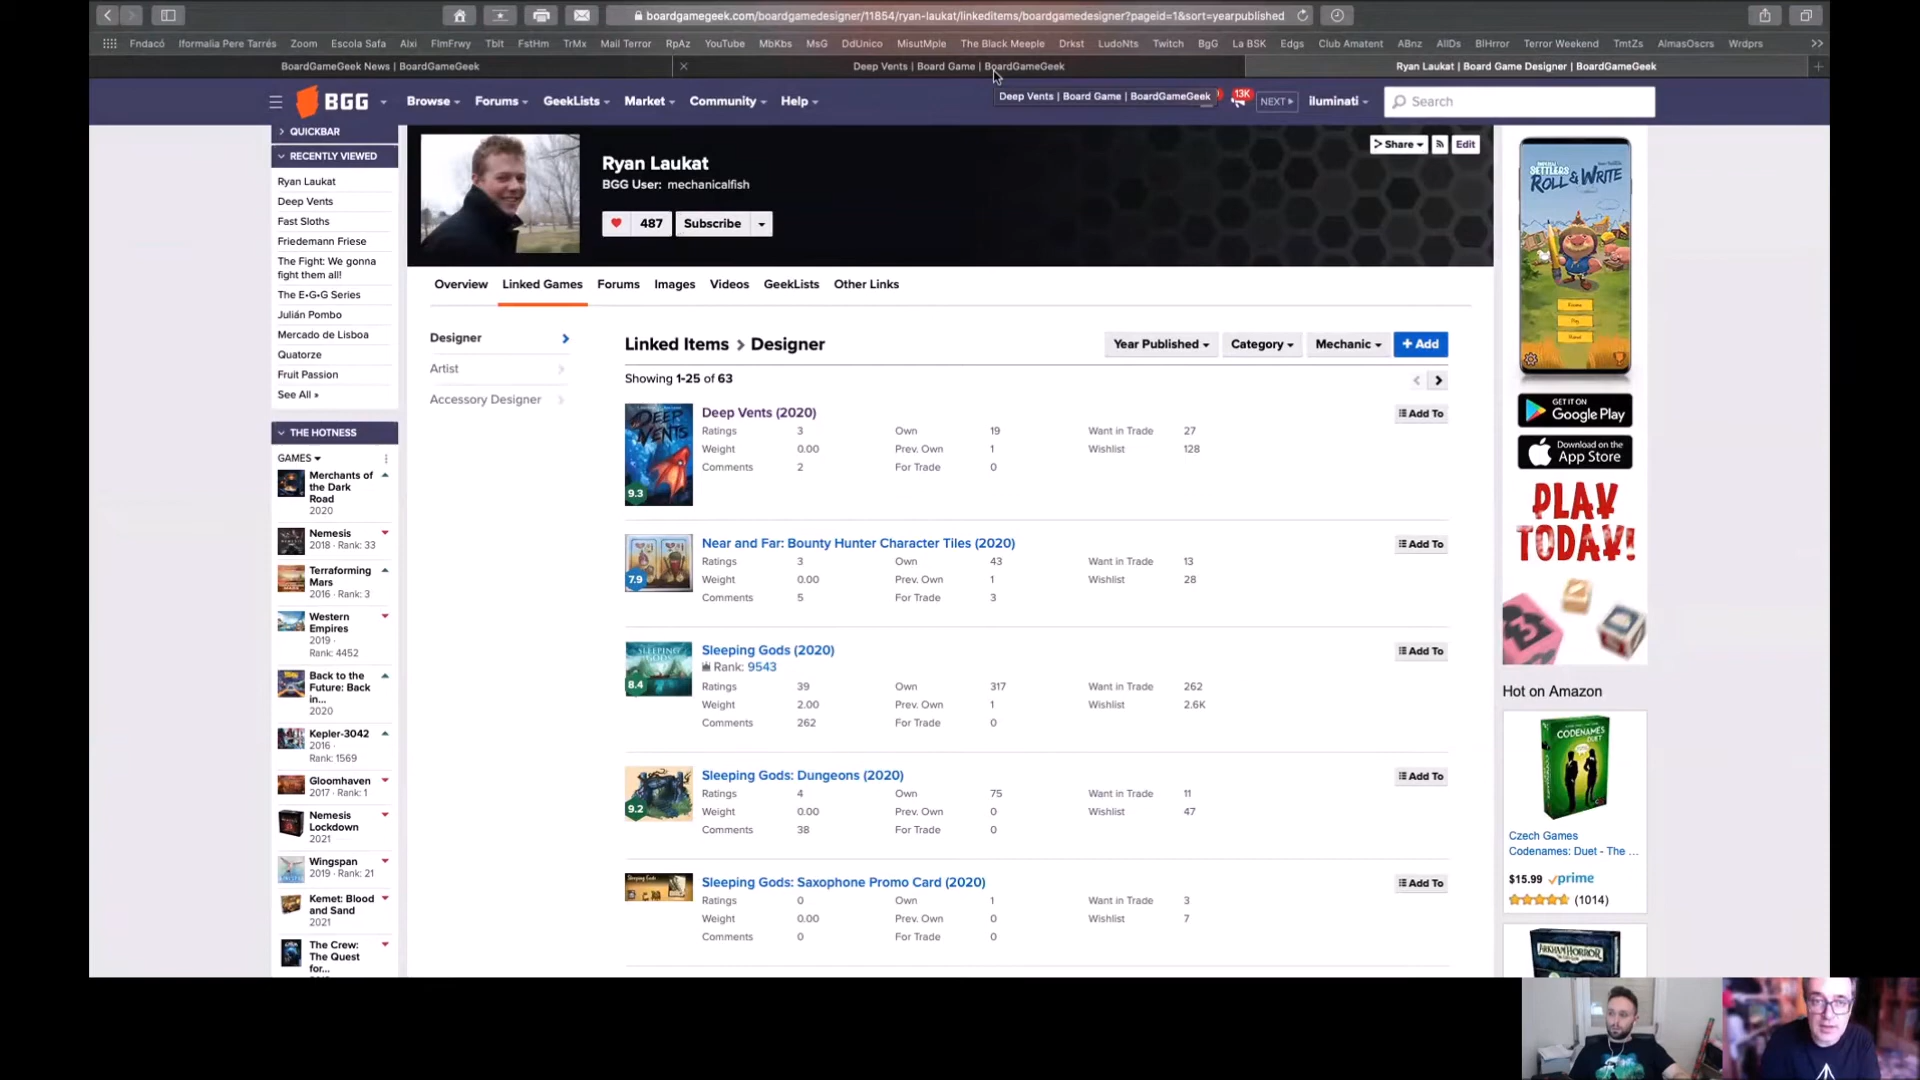 boardgamegeek.com/boardgamedesigner/11854/ryan-laukat/linkeditems/boardgamedesigner?pageid=1&sort=yearpublished
Fndacó Iformalia Pere Tarrés Zoom Escola Safa Alxi FlmFrwy Tblt FstHm TrMx Mail Terror RpAz YouTube MbKbs MsG DdUnico MisutMple The Black Meeple Drkst LudoNts Twitch BgG La BSK Edgs Club Amatent ABnz AllDs BlHrror Terror Weekend TmtZs AlmasOscrs Wrdprs
BoardGameGeek News | BoardGameGeek
Deep Vents | Board Game | BoardGameGeek
Ryan Laukat | Board Game Designer | BoardGameGeek
Deep Vents | Board Game | BoardGameGeek
BGG Browse Forums GeekLists Market Community Help 13K NEXT iluminati Search
QUICKBAR
RECENTLY VIEWED
Ryan Laukat
Deep Vents
Fast Sloths
Friedemann Friese
The Fight: We gonna
fight them all!
The E•G•G Series
Julián Pombo
Mercado de Lisboa
Quatorze
Fruit Passion
See All »
THE HOTNESS
GAMES
Merchants of
the Dark
Road
2020
Nemesis
2018 · Rank: 33
Terraforming
Mars
2016 · Rank: 3
Western
Empires
2019 ·
Rank: 4452
Back to the
Future: Back
in...
2020
Kepler-3042
2016 ·
Rank: 1569
Gloomhaven
2017 · Rank: 1
Nemesis
Lockdown
2021
Wingspan
2019 · Rank: 21
Kemet: Blood
and Sand
2021
The Crew:
The Quest
for...
Ryan Laukat
BGG User: mechanicalfish
487 Subscribe
Share Edit
Overview Linked Games Forums Images Videos GeekLists Other Links
Designer
Artist
Accessory Designer
Linked Items > Designer
Year Published Category Mechanic + Add
Showing 1-25 of 63
DEEP VENTS
9.3
Deep Vents (2020)
Add To
Ratings 3 Own 19 Want in Trade 27
Weight 0.00 Prev. Own 1 Wishlist 128
Comments 2 For Trade 0
7.9
Near and Far: Bounty Hunter Character Tiles (2020)
Add To
Ratings 3 Own 43 Want in Trade 13
Weight 0.00 Prev. Own 1 Wishlist 28
Comments 5 For Trade 3
SLEEPING GODS
8.4
Sleeping Gods (2020)
Add To
Rank: 9543
Ratings 39 Own 317 Want in Trade 262
Weight 2.00 Prev. Own 1 Wishlist 2.6K
Comments 262 For Trade 0
9.2
Sleeping Gods: Dungeons (2020)
Add To
Ratings 4 Own 75 Want in Trade 11
Weight 0.00 Prev. Own 0 Wishlist 47
Comments 38 For Trade 0
Sleeping Gods
Sleeping Gods: Saxophone Promo Card (2020)
Add To
Ratings 0 Own 1 Want in Trade 3
Weight 0.00 Prev. Own 0 Wishlist 7
Comments 0 For Trade 0
SETTLERS
ROLL & WRITE
GET IT ON
Google Play
Download on the
App Store
PLAY
TODAY!
Hot on Amazon
CODENAMES
DUET
Czech Games
Codenames: Duet - The ...
$15.99 prime
(1014)
ARKHAM HORROR